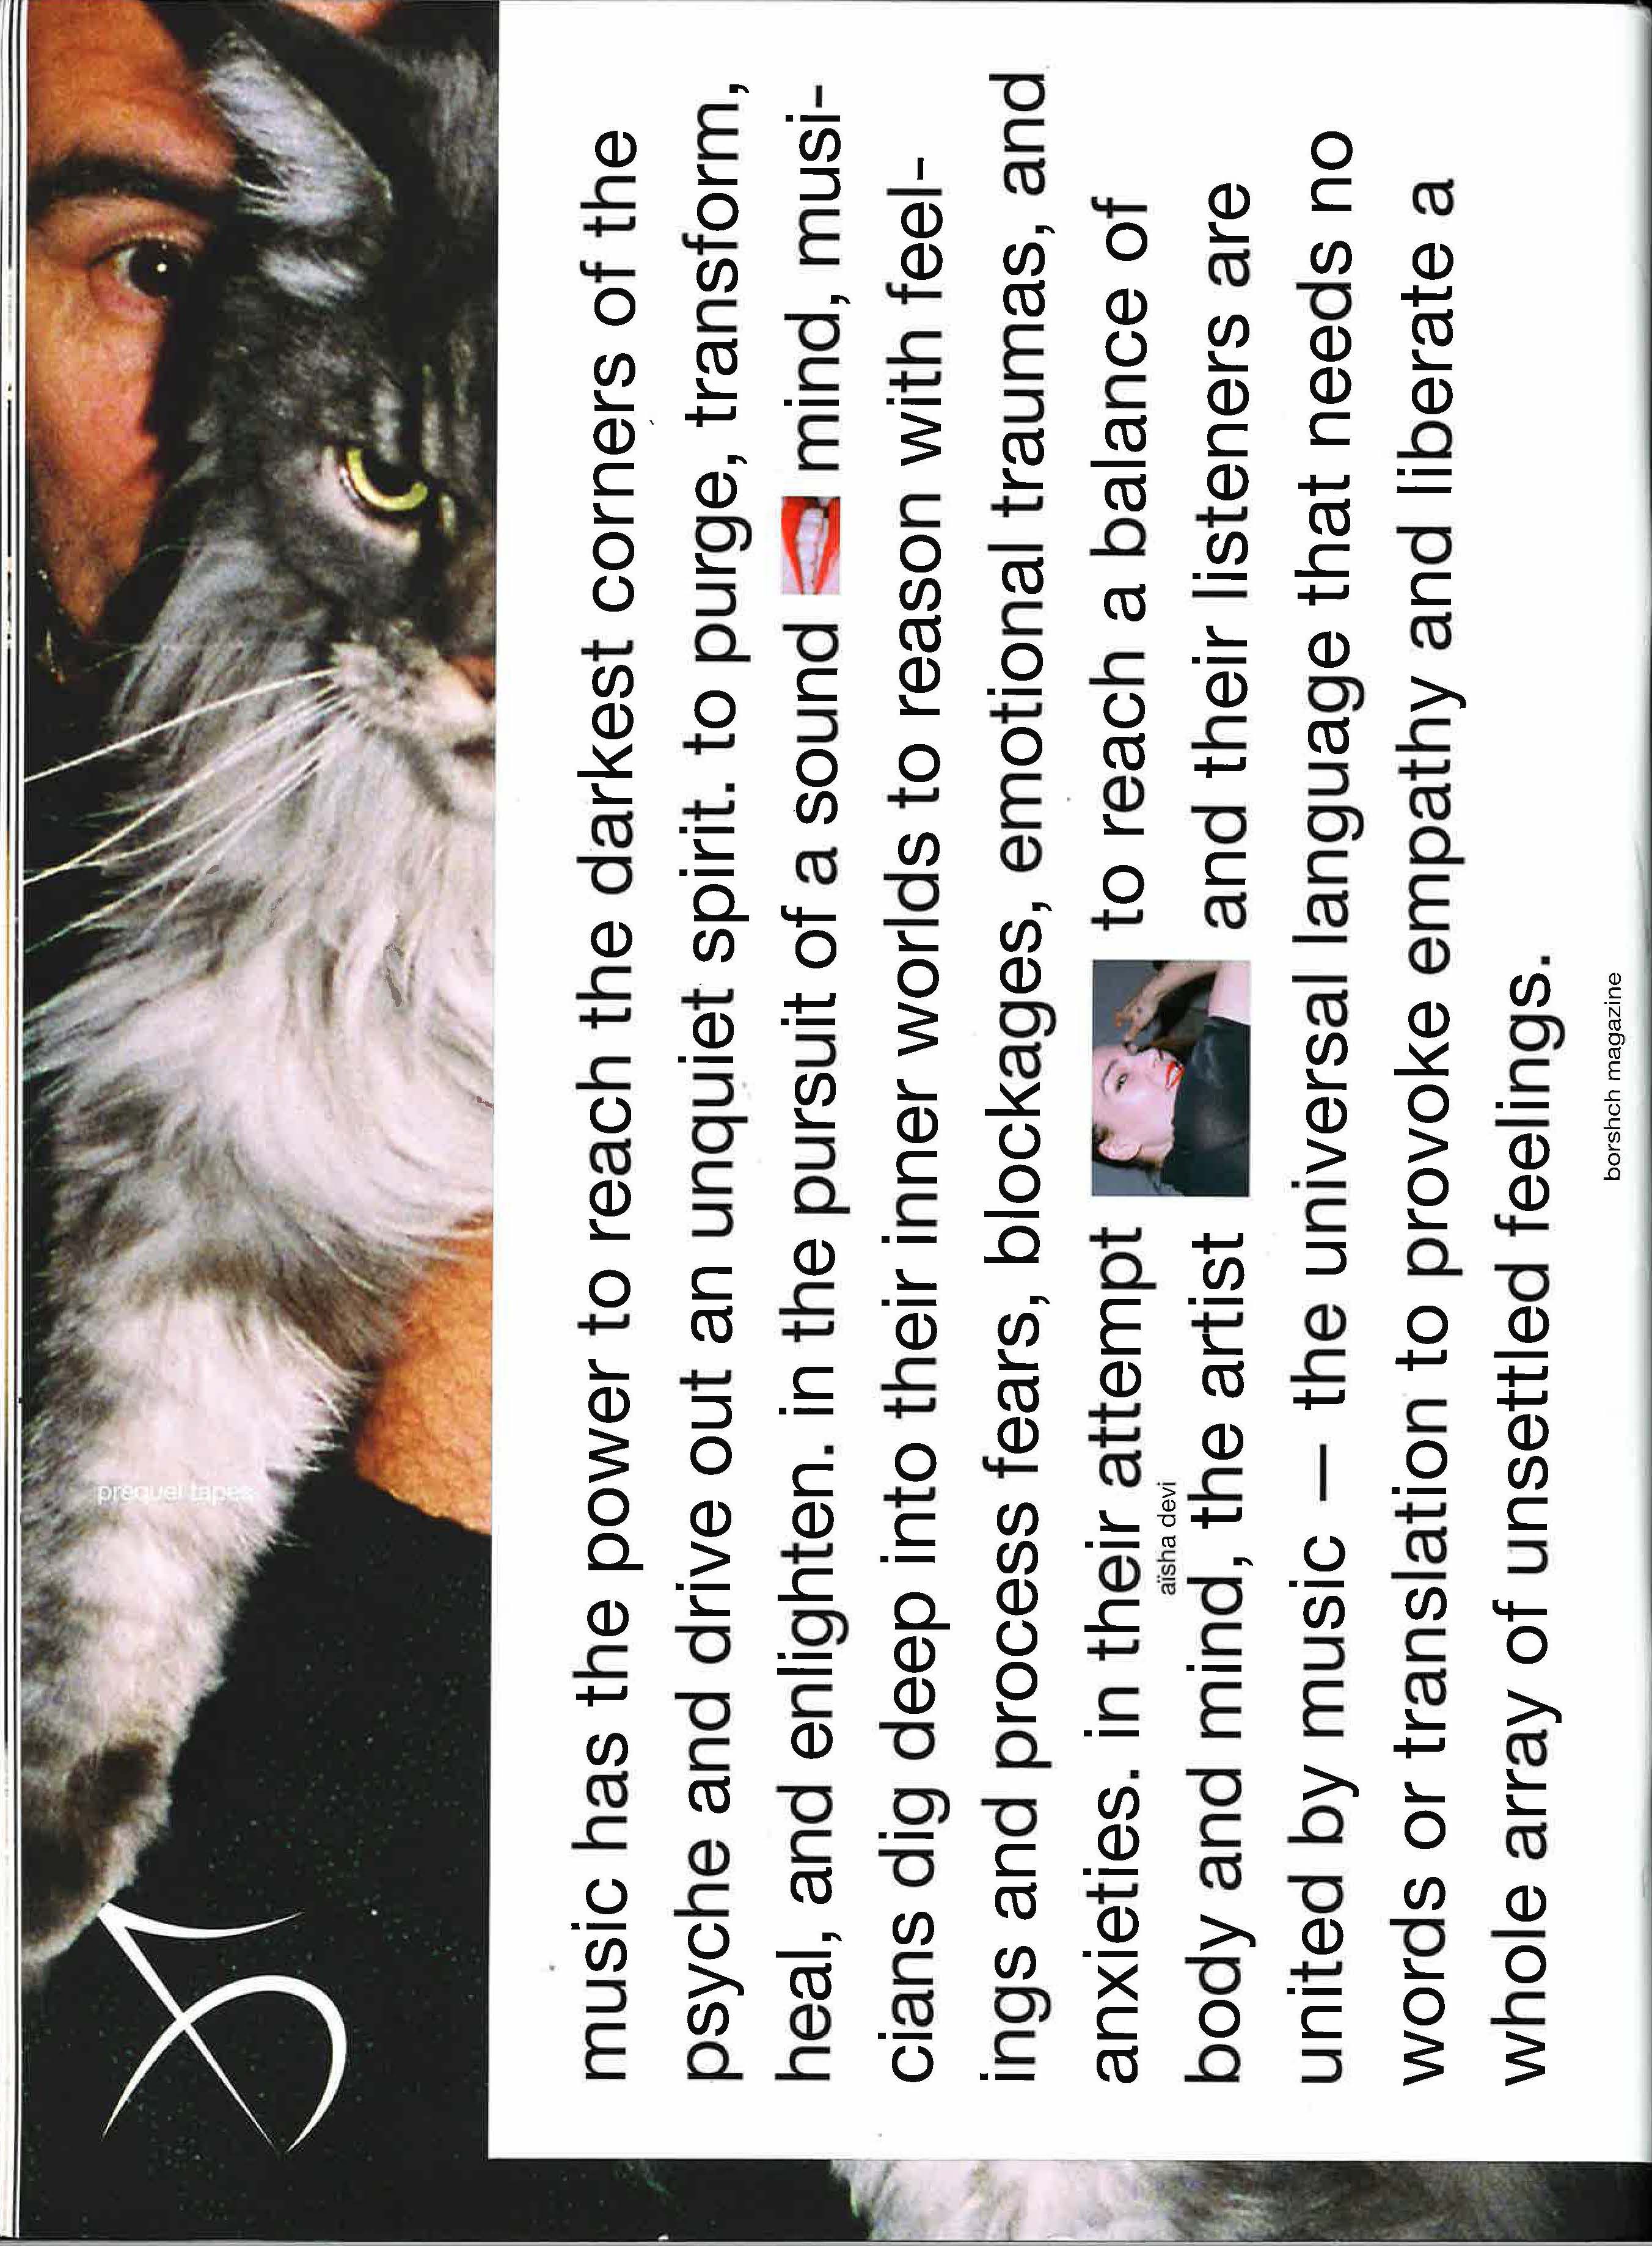 music has the power to reach the darkest corners of the
psyche and drive out an unquiet spirit. to purge, transform,
heal, and enlighten. in the pursuit of a sound mind, musi-
cians dig deep into their inner worlds to reason with feel-
ings and process fears, blockages, emotional traumas, and
anxieties. in their attempt to reach a balance of
aïsha devi
body and mind, the artist and their listeners are
united by music — the universal language that needs no
words or translation to provoke empathy and liberate a
whole array of unsettled feelings.
borshch magazine
prequel tapes